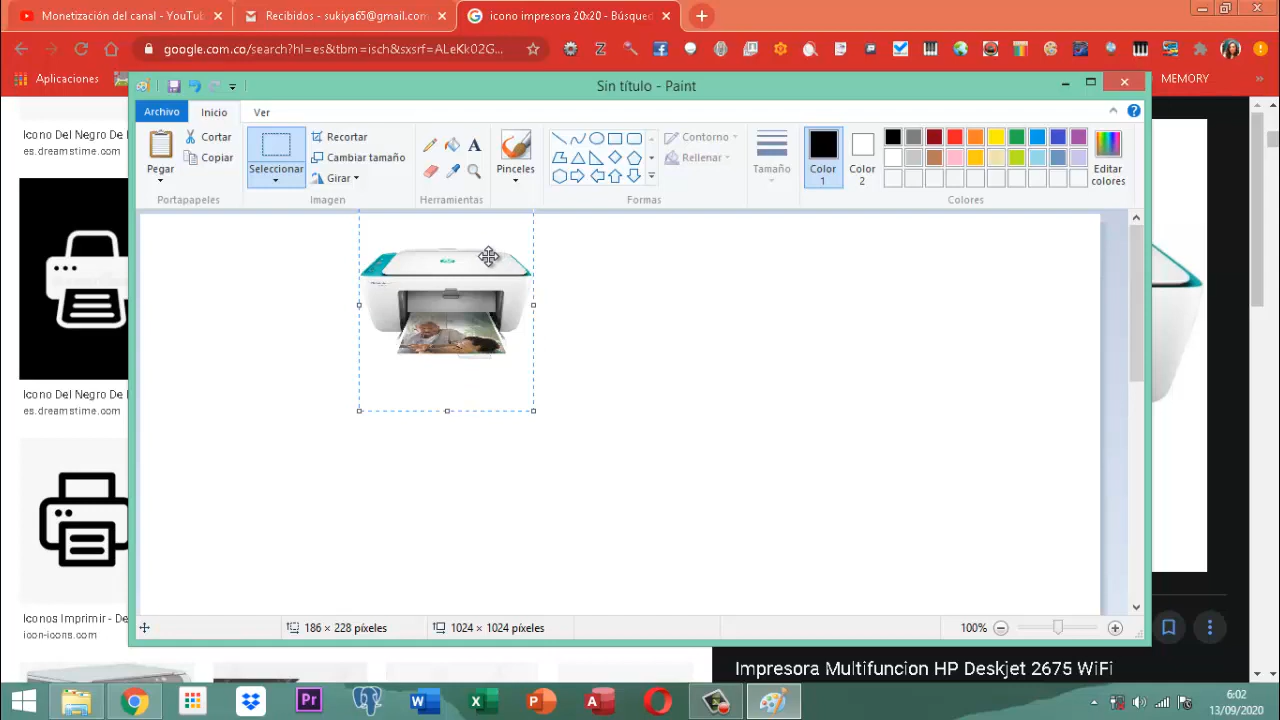 Monetización del canal - YouTu
Recibidos - sukiya65@gmail.com
icono impresora 20x20 - Búsqued
google.com.co/search?hl=es&tbm=isch&sxsrf=ALeKk02G...
Aplicaciones
MEMORY
Sin título - Paint
Archivo
Inicio
Ver
Pegar
Cortar
Copiar
Portapapeles
Seleccionar
Recortar
Cambiar tamaño
Girar
Imagen
Herramientas
Pinceles
Contorno
Rellenar
Formas
Tamaño
Color 1
Color 2
Editar colores
Colores
Icono Del Negro De
es.dreamstime.com
Icono Del Negro De
es.dreamstime.com
Iconos Imprimir - De
icon-icons.com
186 × 228 píxeles
1024 × 1024 píxeles
100%
Impresora Multifuncion HP Deskjet 2675 WiFi
6:02
13/09/2020